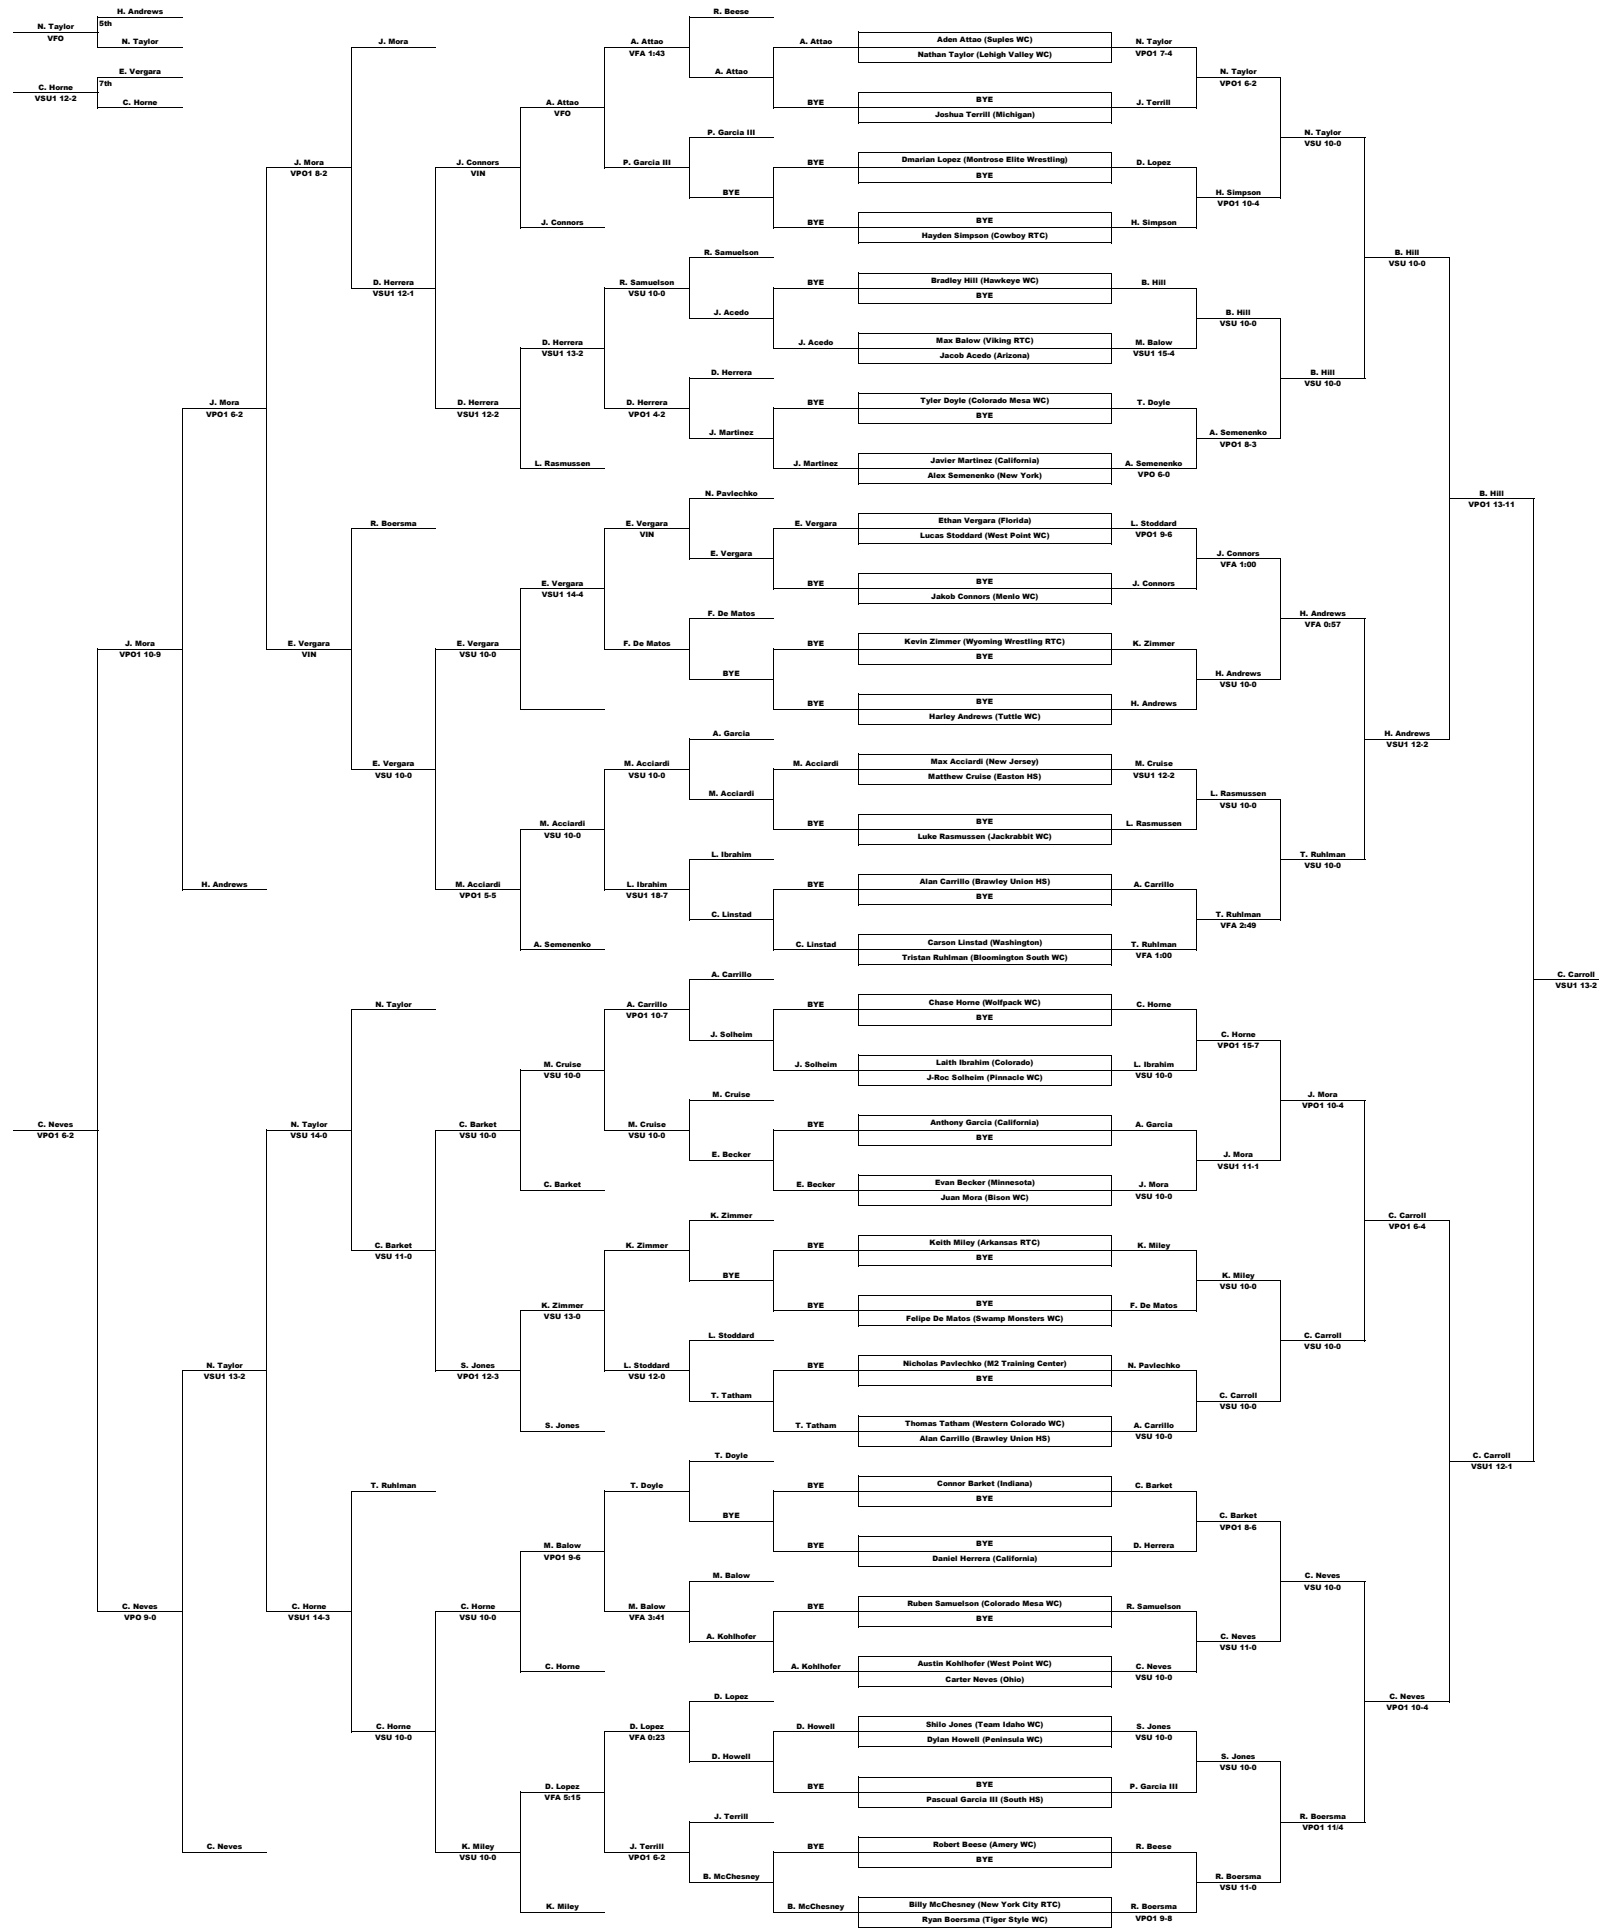 H. Andrews
5th
N. Taylor
VFO
N. Taylor
E. Vergara
7th
C. Horne
VSU1 12-2
C. Horne
C. Neves
VPO1 6-2
J. Mora
VPO1 10-9
C. Neves
VPO 9-0
J. Mora
VPO1 6-2
H. Andrews
N. Taylor
VSU1 13-2
C. Neves
J. Mora
VPO1 8-2
E. Vergara
VIN
N. Taylor
VSU 14-0
C. Horne
VSU1 14-3
J. Mora
D. Herrera
VSU1 12-1
R. Boersma
E. Vergara
VSU 10-0
N. Taylor
C. Barket
VSU 11-0
T. Ruhlman
C. Horne
VSU 10-0
J. Connors
VIN
D. Herrera
VSU1 12-2
E. Vergara
VSU 10-0
M. Acciardi
VPO1 5-5
C. Barket
VSU 10-0
S. Jones
VPO1 12-3
C. Horne
VSU 10-0
K. Miley
VSU 10-0
A. Attao
VFO
J. Connors
D. Herrera
VSU1 13-2
L. Rasmussen
E. Vergara
VSU1 14-4
M. Acciardi
VSU 10-0
A. Semenenko
M. Cruise
VSU 10-0
C. Barket
K. Zimmer
VSU 13-0
S. Jones
M. Balow
VPO1 9-6
C. Horne
D. Lopez
VFA 5:15
K. Miley
A. Attao
VFA 1:43
P. Garcia III
R. Samuelson
VSU 10-0
D. Herrera
VPO1 4-2
E. Vergara
VIN
F. De Matos
M. Acciardi
VSU 10-0
L. Ibrahim
VSU1 18-7
A. Carrillo
VPO1 10-7
M. Cruise
VSU 10-0
K. Zimmer
L. Stoddard
VSU 12-0
T. Doyle
M. Balow
VFA 3:41
D. Lopez
VFA 0:23
J. Terrill
VPO1 6-2
R. Beese
A. Attao
P. Garcia III
BYE
R. Samuelson
J. Acedo
D. Herrera
J. Martinez
N. Pavlechko
E. Vergara
F. De Matos
BYE
A. Garcia
M. Acciardi
L. Ibrahim
C. Linstad
A. Carrillo
J. Solheim
M. Cruise
E. Becker
K. Zimmer
BYE
L. Stoddard
T. Tatham
T. Doyle
BYE
M. Balow
A. Kohlhofer
D. Lopez
D. Howell
J. Terrill
B. McChesney
A. Attao
BYE
BYE
BYE
BYE
J. Acedo
BYE
J. Martinez
E. Vergara
BYE
BYE
BYE
M. Acciardi
BYE
BYE
C. Linstad
BYE
J. Solheim
BYE
E. Becker
BYE
BYE
BYE
T. Tatham
BYE
BYE
BYE
A. Kohlhofer
D. Howell
BYE
BYE
B. McChesney
Aden Attao (Suples WC)
Nathan Taylor (Lehigh Valley WC)
BYE
Joshua Terrill (Michigan)
Dmarian Lopez (Montrose Elite Wrestling)
BYE
BYE
Hayden Simpson (Cowboy RTC)
Bradley Hill (Hawkeye WC)
BYE
Max Balow (Viking RTC)
Jacob Acedo (Arizona)
Tyler Doyle (Colorado Mesa WC)
BYE
Javier Martinez (California)
Alex Semenenko (New York)
Ethan Vergara (Florida)
Lucas Stoddard (West Point WC)
BYE
Jakob Connors (Menlo WC)
Kevin Zimmer (Wyoming Wrestling RTC)
BYE
BYE
Harley Andrews (Tuttle WC)
Max Acciardi (New Jersey)
Matthew Cruise (Easton HS)
BYE
Luke Rasmussen (Jackrabbit WC)
Alan Carrillo (Brawley Union HS)
BYE
Carson Linstad (Washington)
Tristan Ruhlman (Bloomington South WC)
Chase Horne (Wolfpack WC)
BYE
Laith Ibrahim (Colorado)
J-Roc Solheim (Pinnacle WC)
Anthony Garcia (California)
BYE
Evan Becker (Minnesota)
Juan Mora (Bison WC)
Keith Miley (Arkansas RTC)
BYE
BYE
Felipe De Matos (Swamp Monsters WC)
Nicholas Pavlechko (M2 Training Center)
BYE
Thomas Tatham (Western Colorado WC)
Alan Carrillo (Brawley Union HS)
Connor Barket (Indiana)
BYE
BYE
Daniel Herrera (California)
Ruben Samuelson (Colorado Mesa WC)
BYE
Austin Kohlhofer (West Point WC)
Carter Neves (Ohio)
Shilo Jones (Team Idaho WC)
Dylan Howell (Peninsula WC)
BYE
Pascual Garcia III (South HS)
Robert Beese (Amery WC)
BYE
Billy McChesney (New York City RTC)
Ryan Boersma (Tiger Style WC)
N. Taylor
VPO1 7-4
J. Terrill
D. Lopez
H. Simpson
B. Hill
M. Balow
VSU1 15-4
T. Doyle
A. Semenenko
VPO 6-0
L. Stoddard
VPO1 9-6
J. Connors
K. Zimmer
H. Andrews
M. Cruise
VSU1 12-2
L. Rasmussen
A. Carrillo
T. Ruhlman
VFA 1:00
C. Horne
L. Ibrahim
VSU 10-0
A. Garcia
J. Mora
VSU 10-0
K. Miley
F. De Matos
N. Pavlechko
A. Carrillo
VSU 10-0
C. Barket
D. Herrera
R. Samuelson
C. Neves
VSU 10-0
S. Jones
VSU 10-0
P. Garcia III
R. Beese
R. Boersma
VPO1 9-8
N. Taylor
VPO1 6-2
H. Simpson
VPO1 10-4
B. Hill
VSU 10-0
A. Semenenko
VPO1 8-3
J. Connors
VFA 1:00
H. Andrews
VSU 10-0
L. Rasmussen
VSU 10-0
T. Ruhlman
VFA 2:49
C. Horne
VPO1 15-7
J. Mora
VSU1 11-1
K. Miley
VSU 10-0
C. Carroll
VSU 10-0
C. Barket
VPO1 8-6
C. Neves
VSU 11-0
S. Jones
VSU 10-0
R. Boersma
VSU 11-0
N. Taylor
VSU 10-0
B. Hill
VSU 10-0
H. Andrews
VFA 0:57
T. Ruhlman
VSU 10-0
J. Mora
VPO1 10-4
C. Carroll
VSU 10-0
C. Neves
VSU 10-0
R. Boersma
VPO1 11/4
B. Hill
VSU 10-0
H. Andrews
VSU1 12-2
C. Carroll
VPO1 6-4
C. Neves
VPO1 10-4
B. Hill
VPO1 13-11
C. Carroll
VSU1 12-1
C. Carroll
VSU1 13-2